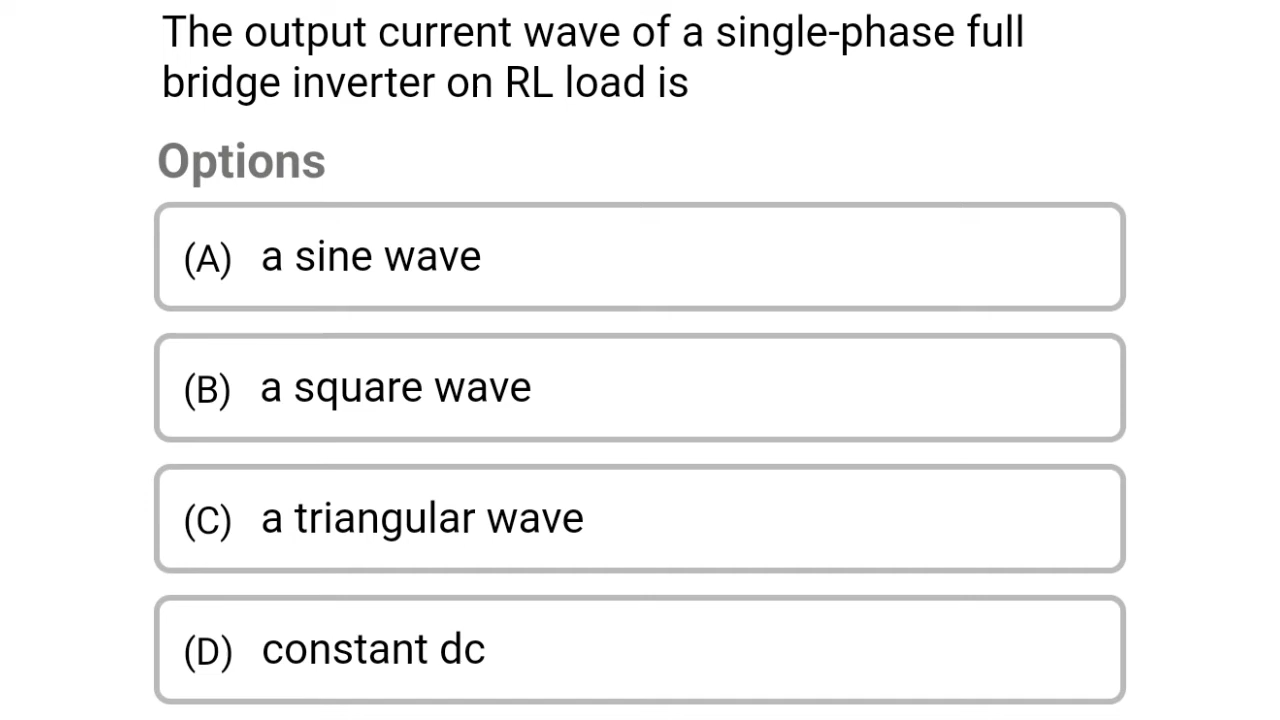 The output current wave of a single-phase full
bridge inverter on RL load is
Options
(A) a sine wave
(B) a square wave
(C) a triangular wave
(D) constant dc